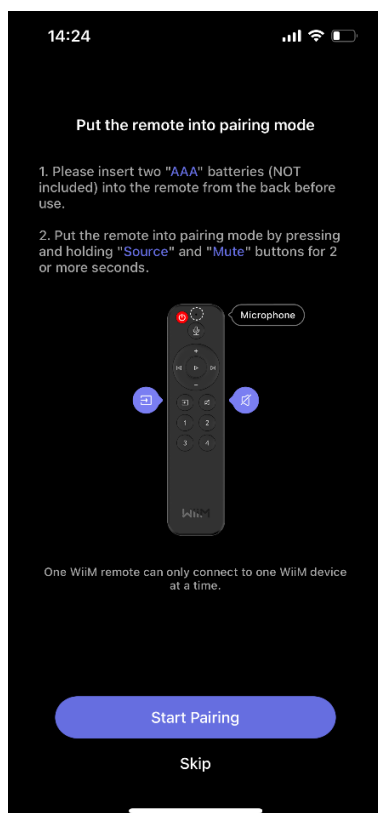 14:24
Put the remote into pairing mode
1. Please insert two "AAA" batteries (NOT
included) into the remote from the back before
use.
2. Put the remote into pairing mode by pressing
and holding "Source" and "Mute" buttons for 2
or more seconds.
Microphone
1 2
3 4
WiiM
One WiiM remote can only connect to one WiiM device
at a time.
Start Pairing
Skip